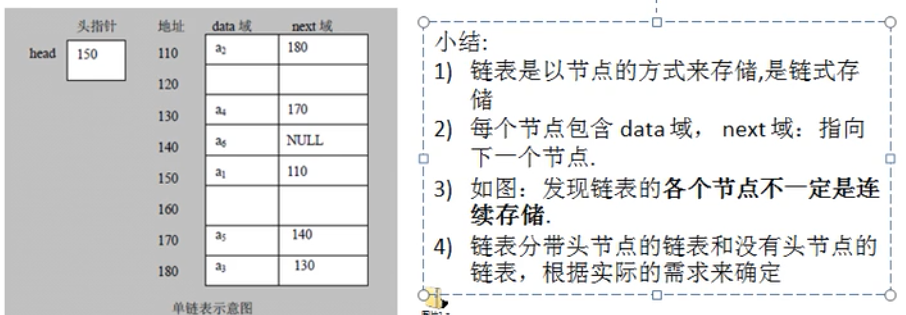 头指针 地址 data 域 next 域
head 150
110 a₂ 180
120
130 a₄ 170
140 a₆ NULL
150 a₁ 110
160
170 a₅ 140
180 a₃ 130
单链表示意图
小结:
1) 链表是以节点的方式来存储,是链式存
储
2) 每个节点包含 data 域， next 域：指向
下一个节点.
3) 如图：发现链表的各个节点不一定是连
续存储.
4) 链表分带头节点的链表和没有头节点的
链表，根据实际的需求来确定